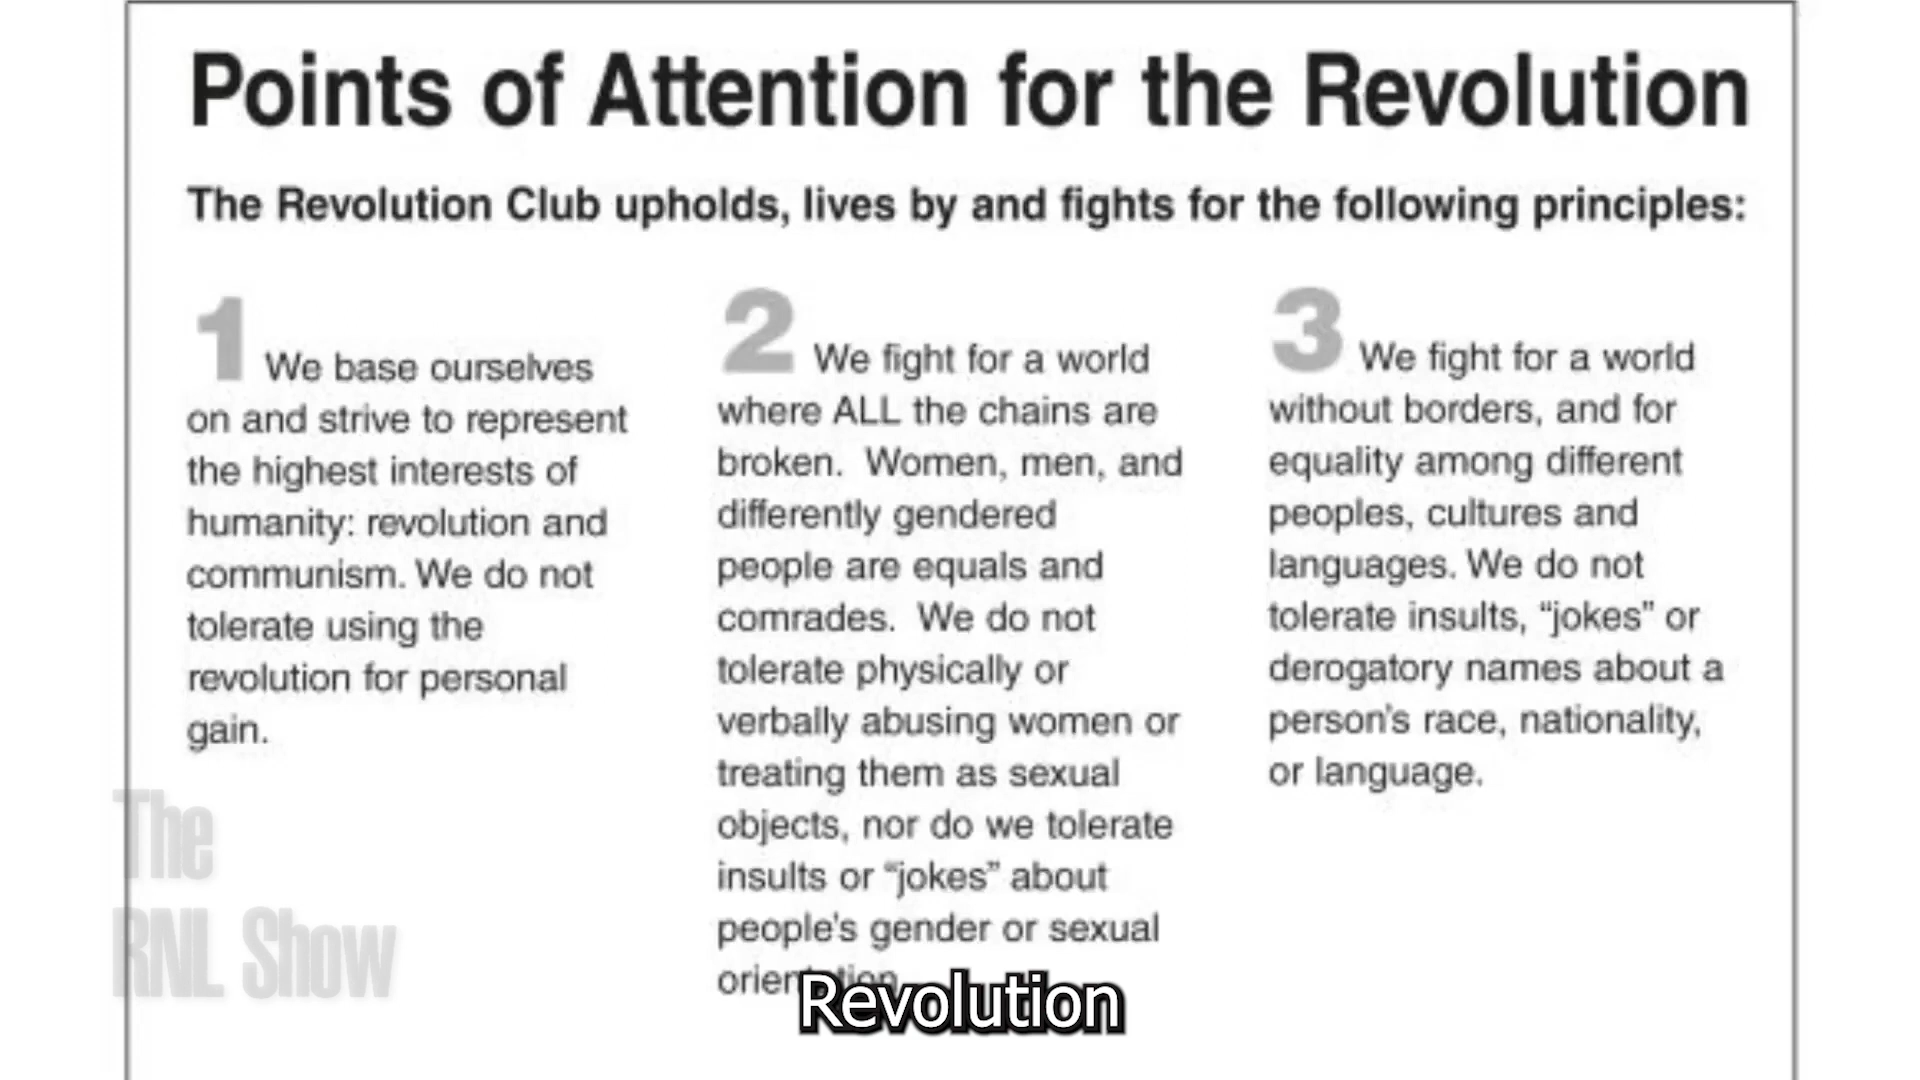 Points of Attention for the Revolution
The Revolution Club upholds, lives by and fights for the following principles:
1 We base ourselves
on and strive to represent
the highest interests of
humanity: revolution and
communism. We do not
tolerate using the
revolution for personal
gain.
2 We fight for a world
where ALL the chains are
broken. Women, men, and
differently gendered
people are equals and
comrades. We do not
tolerate physically or
verbally abusing women or
treating them as sexual
objects, nor do we tolerate
insults or “jokes” about
people's gender or sexual
orientation.
3 We fight for a world
without borders, and for
equality among different
peoples, cultures and
languages. We do not
tolerate insults, “jokes” or
derogatory names about a
person's race, nationality,
or language.
The
RNL Show
Revolution